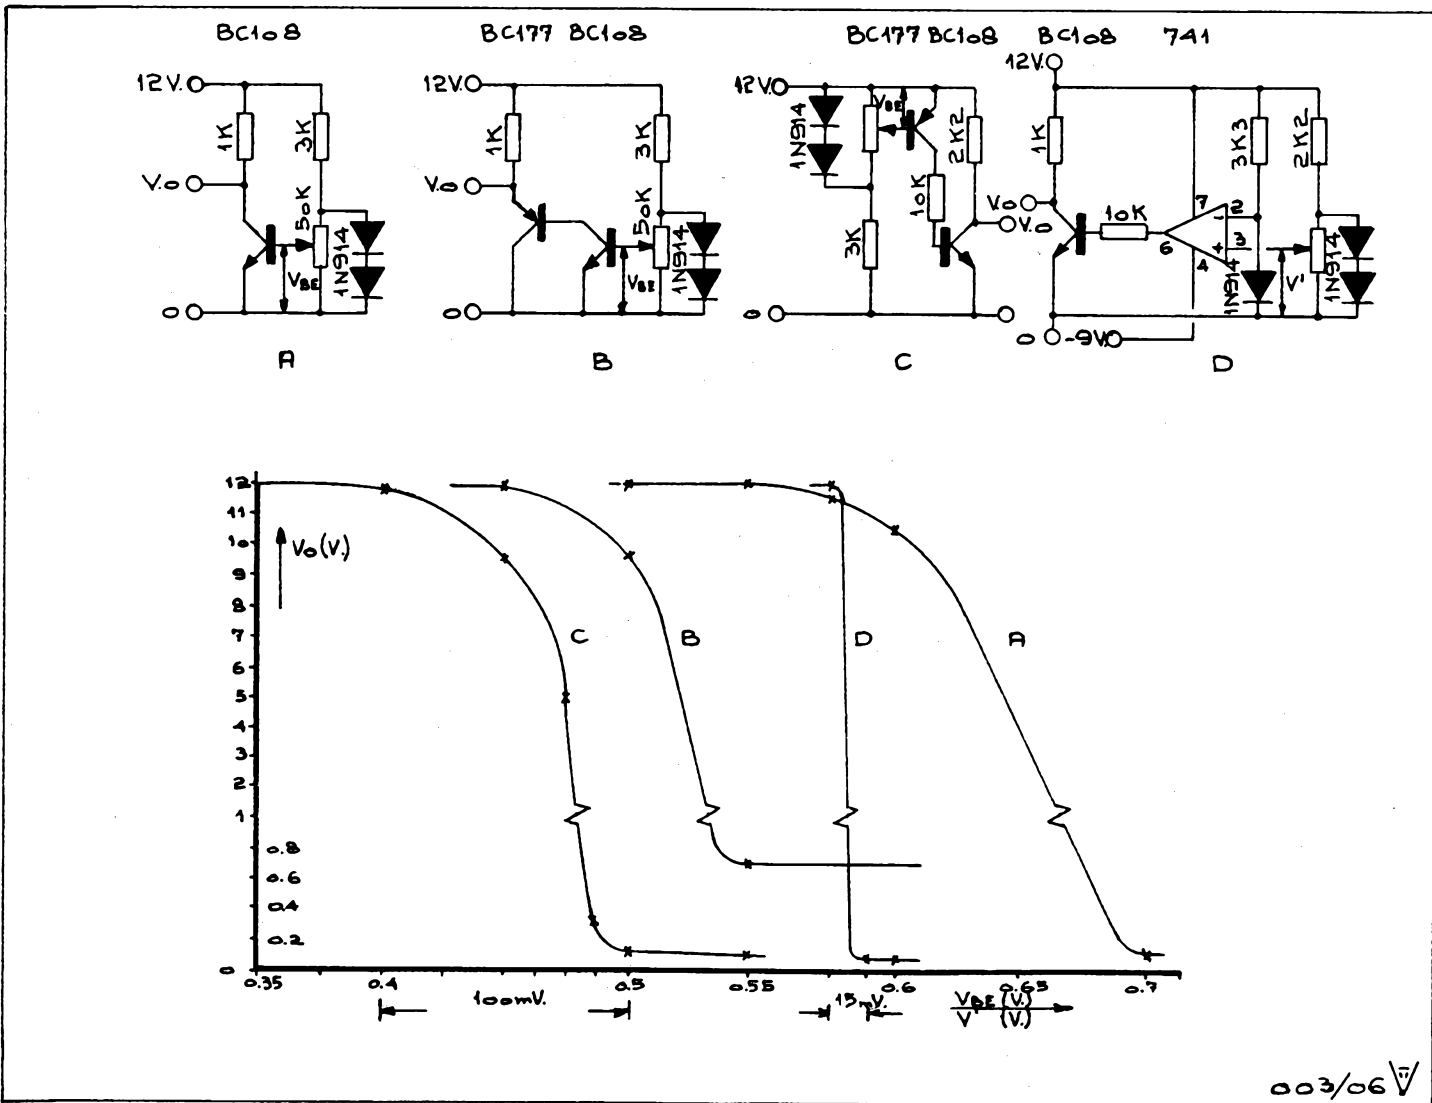 BC108
BC177 BC108
BC177 BC108
BC108 741
12V.
1K
3K
V.o
50K
1N914
VBE
0
A
12V.
1K
3K
V.o
50K
1N914
VBE
0
B
12V.
1N914
VBE
2K2
10K
3K
V.o
0
C
12V.
1K
3K3
2K2
V.o
10K
7
2
-
6
+
3
4
1N914
V'
1N914
0
-9V.
D
12
11
10
9
8
7
6
5
4
3
2
1
0.8
0.6
0.4
0.2
0
Vo (V.)
C
B
D
A
0.35
0.4
0.5
0.55
0.6
0.65
0.7
100mV.
15mV.
VBE (V.)
V (V.)
003/06